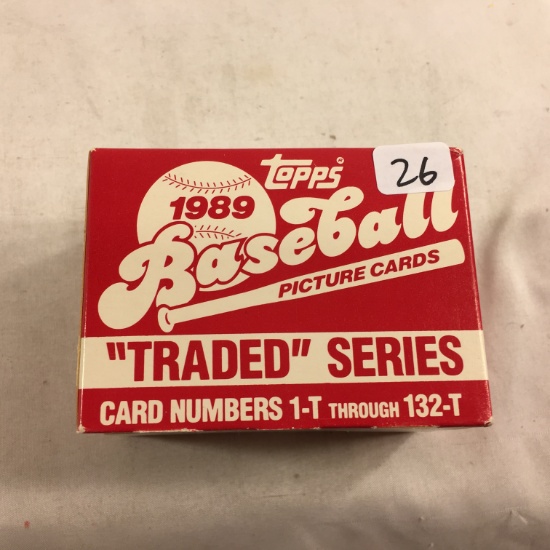 topps
26
1989
Baseball
PICTURE CARDS
"TRADED" SERIES
CARD NUMBERS 1-T THROUGH 132-T